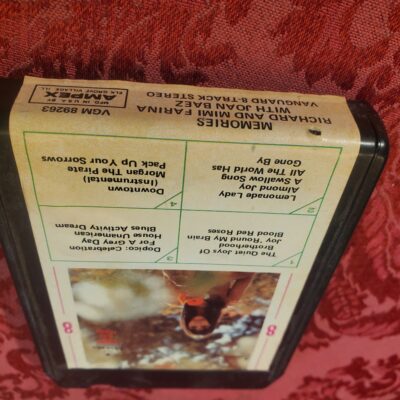 MEMORIES
RICHARD AND MIMI FARINA
WITH JOAN BAEZ
VANGUARD 8-TRACK STEREO
AMPEX
MFD. IN U.S.A. BY
ELK GROVE VILLAGE, ILL.
VGM 89263
1
The Quiet Joys Of
Brotherhood
Joy 'Round My Brain
Blood Red Roses
2
Lemonade Lady
Almond Joy
A Swallow Song
All The World Has
Gone By
3
Dopico: Celebration
For A Grey Day
House Unamerican
Blues Activity Dream
4
Downtown
(Instrumental)
Morgan The Pirate
Pack Up Your Sorrows
8
8